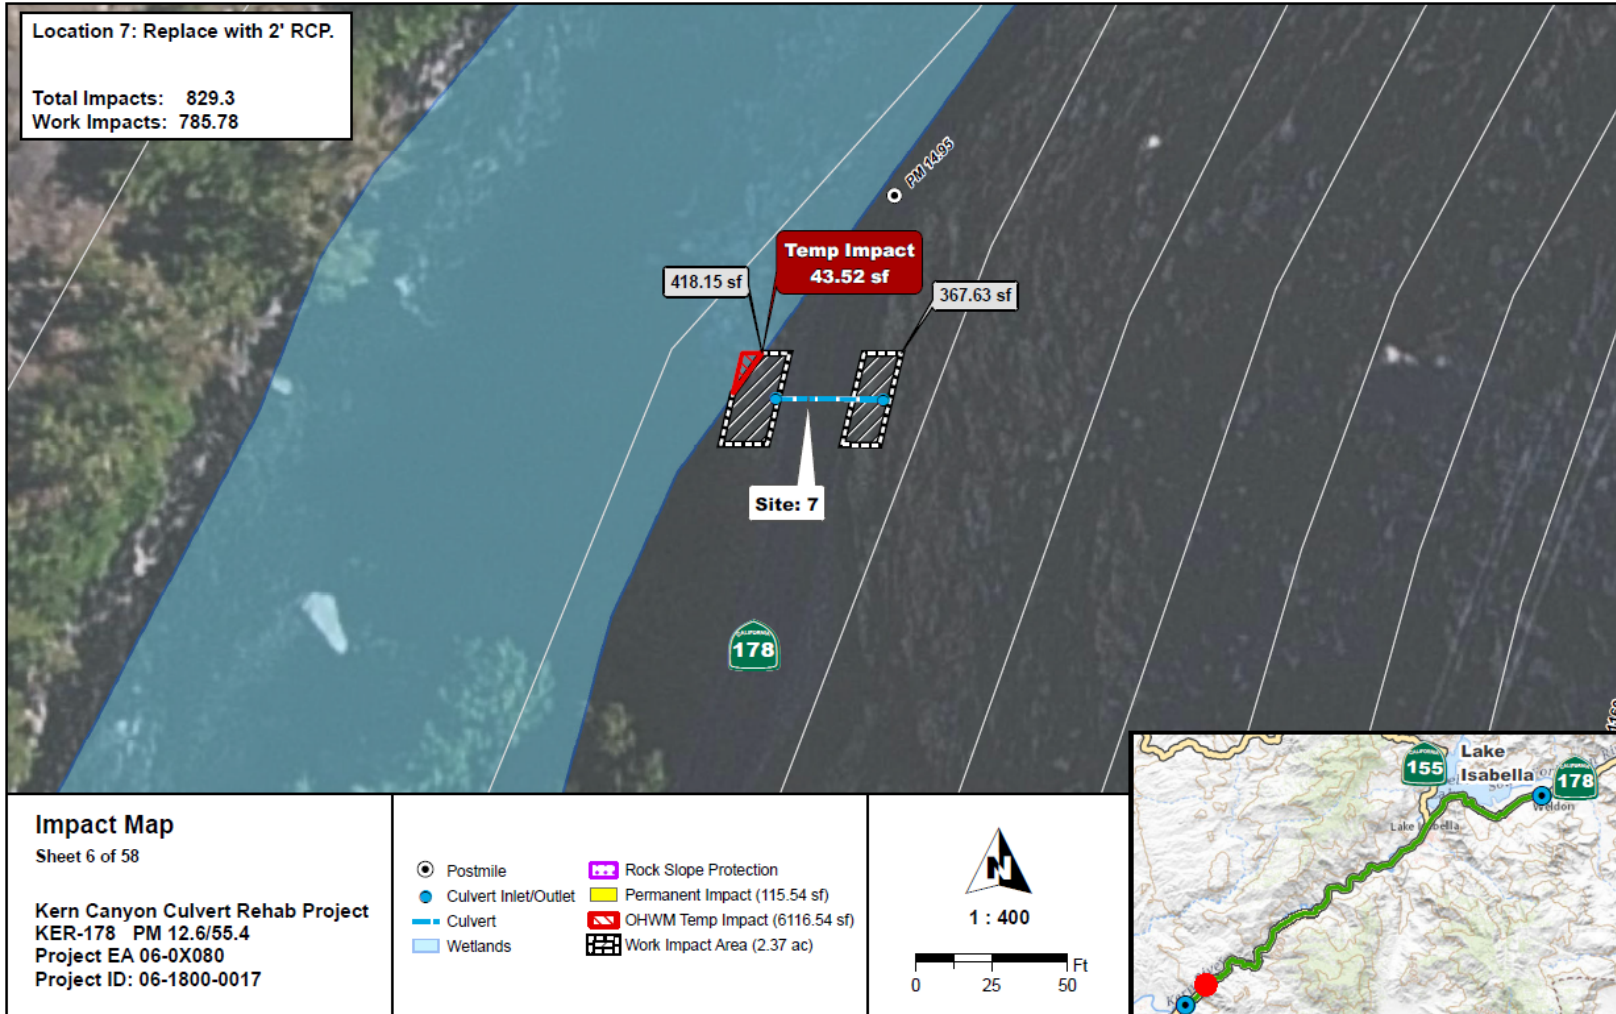 Location 7: Replace with 2' RCP.
Total Impacts: 829.3
Work Impacts: 785.78
PM 14.95
Temp Impact
43.52 sf
418.15 sf
367.63 sf
Site: 7
CALIFORNIA
178
Impact Map
Sheet 6 of 58
Kern Canyon Culvert Rehab Project
KER-178 PM 12.6/55.4
Project EA 06-0X080
Project ID: 06-1800-0017
Postmile
Culvert Inlet/Outlet
Culvert
Wetlands
Rock Slope Protection
Permanent Impact (115.54 sf)
OHWM Temp Impact (6116.54 sf)
Work Impact Area (2.37 ac)
N
1 : 400
0 25 50 Ft
CALIFORNIA
155
Lake
Isabella
CALIFORNIA
178
Weldon
Lake Isabella